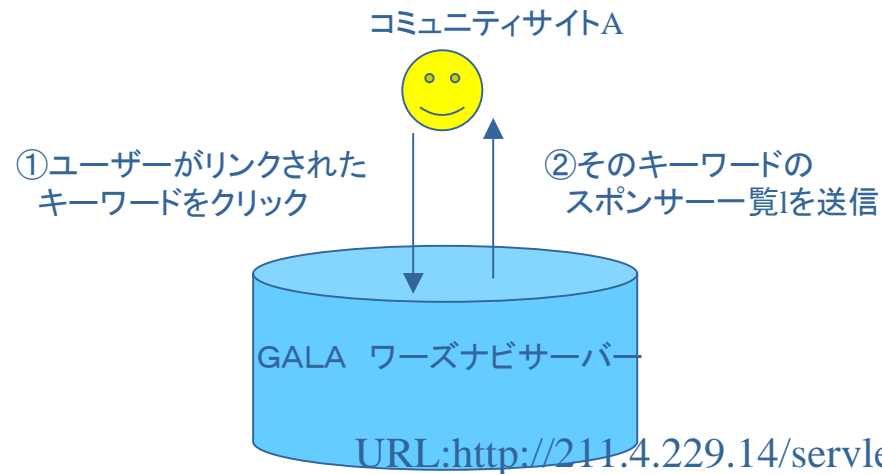 コミュニティサイトA
①ユーザーがリンクされた
キーワードをクリック
②そのキーワードの
スポンサー一覧lを送信
GALA ワーズナビサーバー
URL:http://211.4.229.14/servle